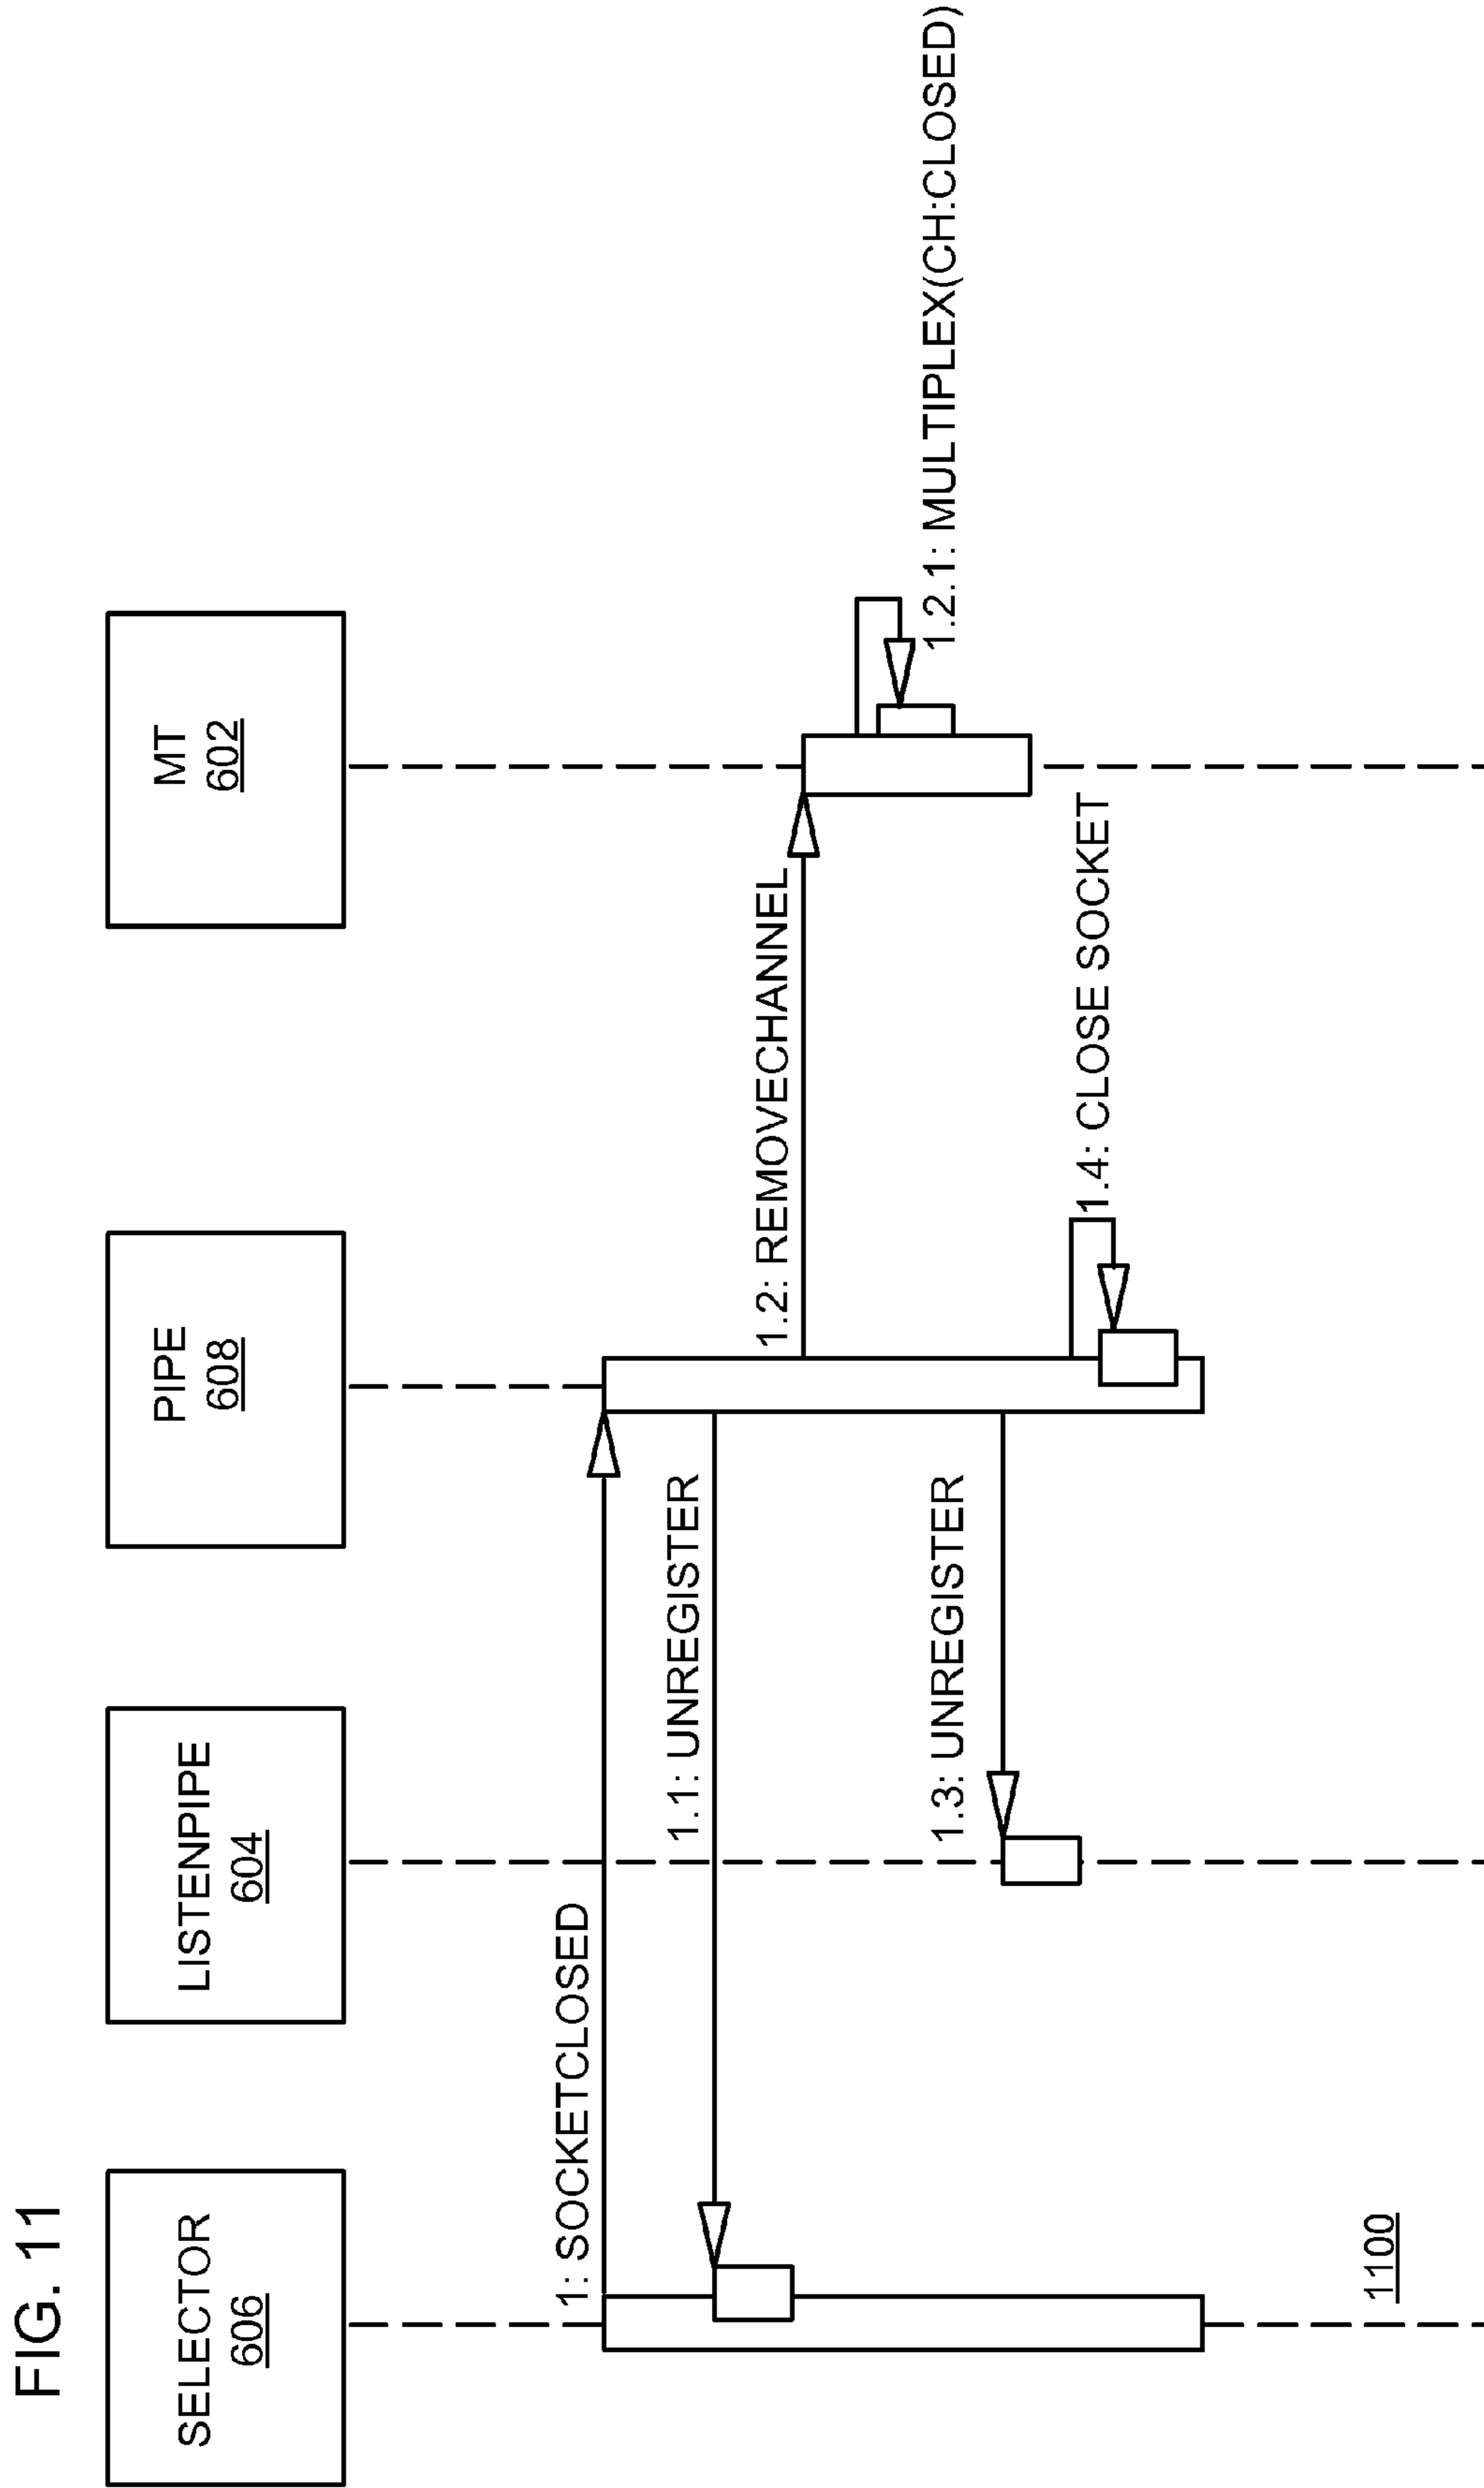 FIG. 11
SELECTOR
606
LISTENPIPE
604
PIPE
608
MT
602
1: SOCKETCLOSED
1.1: UNREGISTER
1.2: REMOVECHANNEL
1.2.1: MULTIPLEX(CH:CLOSED)
1.3: UNREGISTER
1.4: CLOSE SOCKET
1100